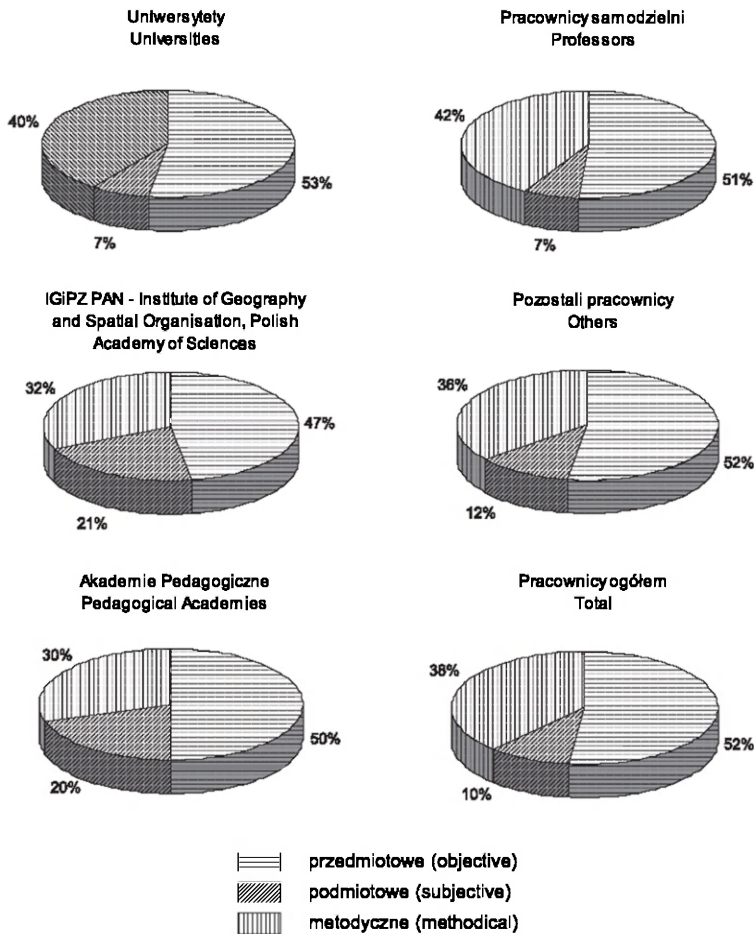 Uniwersytety
Universities
40%
53%
7%
Pracownicy samodzielni
Professors
42%
51%
7%
IGiPZ PAN - Institute of Geography
and Spatial Organisation, Polish
Academy of Sciences
32%
47%
21%
Pozostali pracownicy
Others
36%
52%
12%
Akademie Pedagogiczne
Pedagogical Academies
30%
50%
20%
Pracownicy ogółem
Total
38%
52%
10%
przedmiotowe (objective)
podmiotowe (subjective)
metodyczne (methodical)